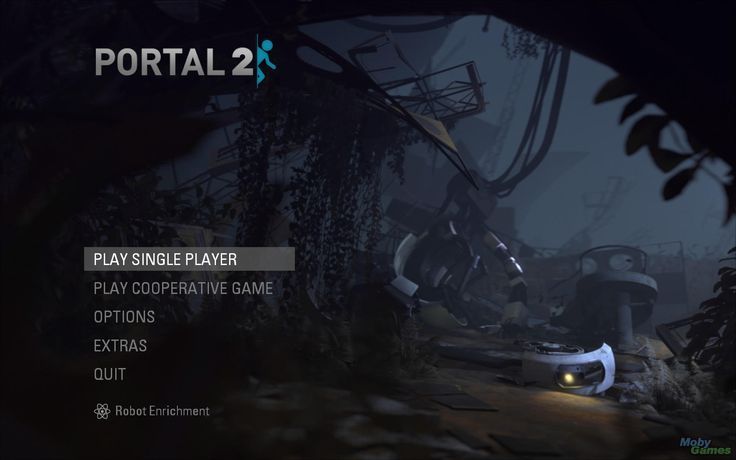 PORTAL 2
PLAY SINGLE PLAYER
PLAY COOPERATIVE GAME
OPTIONS
EXTRAS
QUIT
Robot Enrichment
Moby
Games